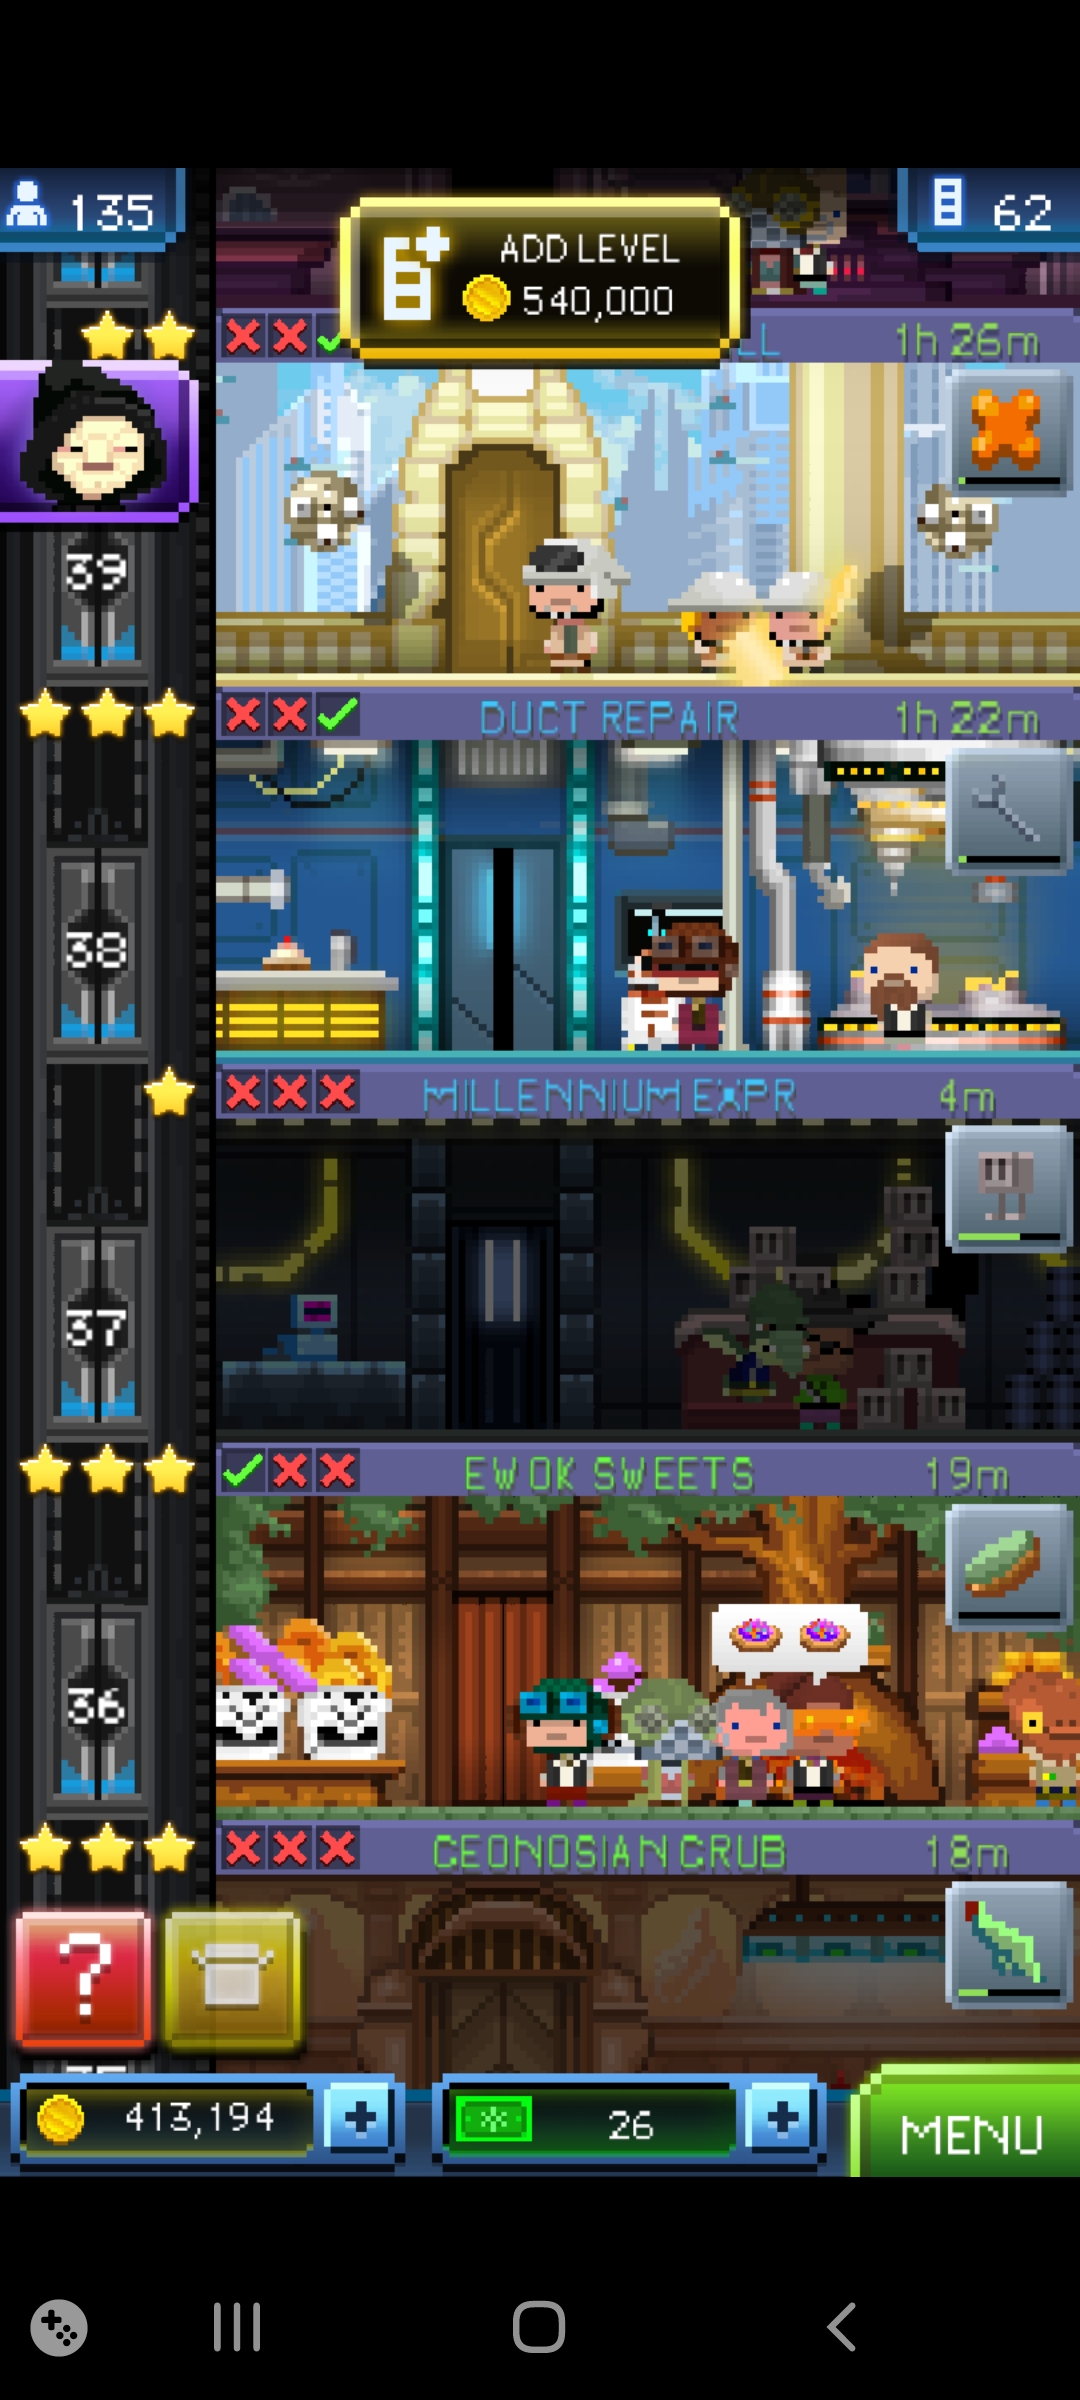 135
62
ADD LEVEL
540,000
LL
1h 26m
39
DUCT REPAIR
1h 22m
38
MILLENNIUM EXPR
4m
37
EWOK SWEETS
19m
36
GEONOSIAN GRUB
18m
?
413,194
26
MENU